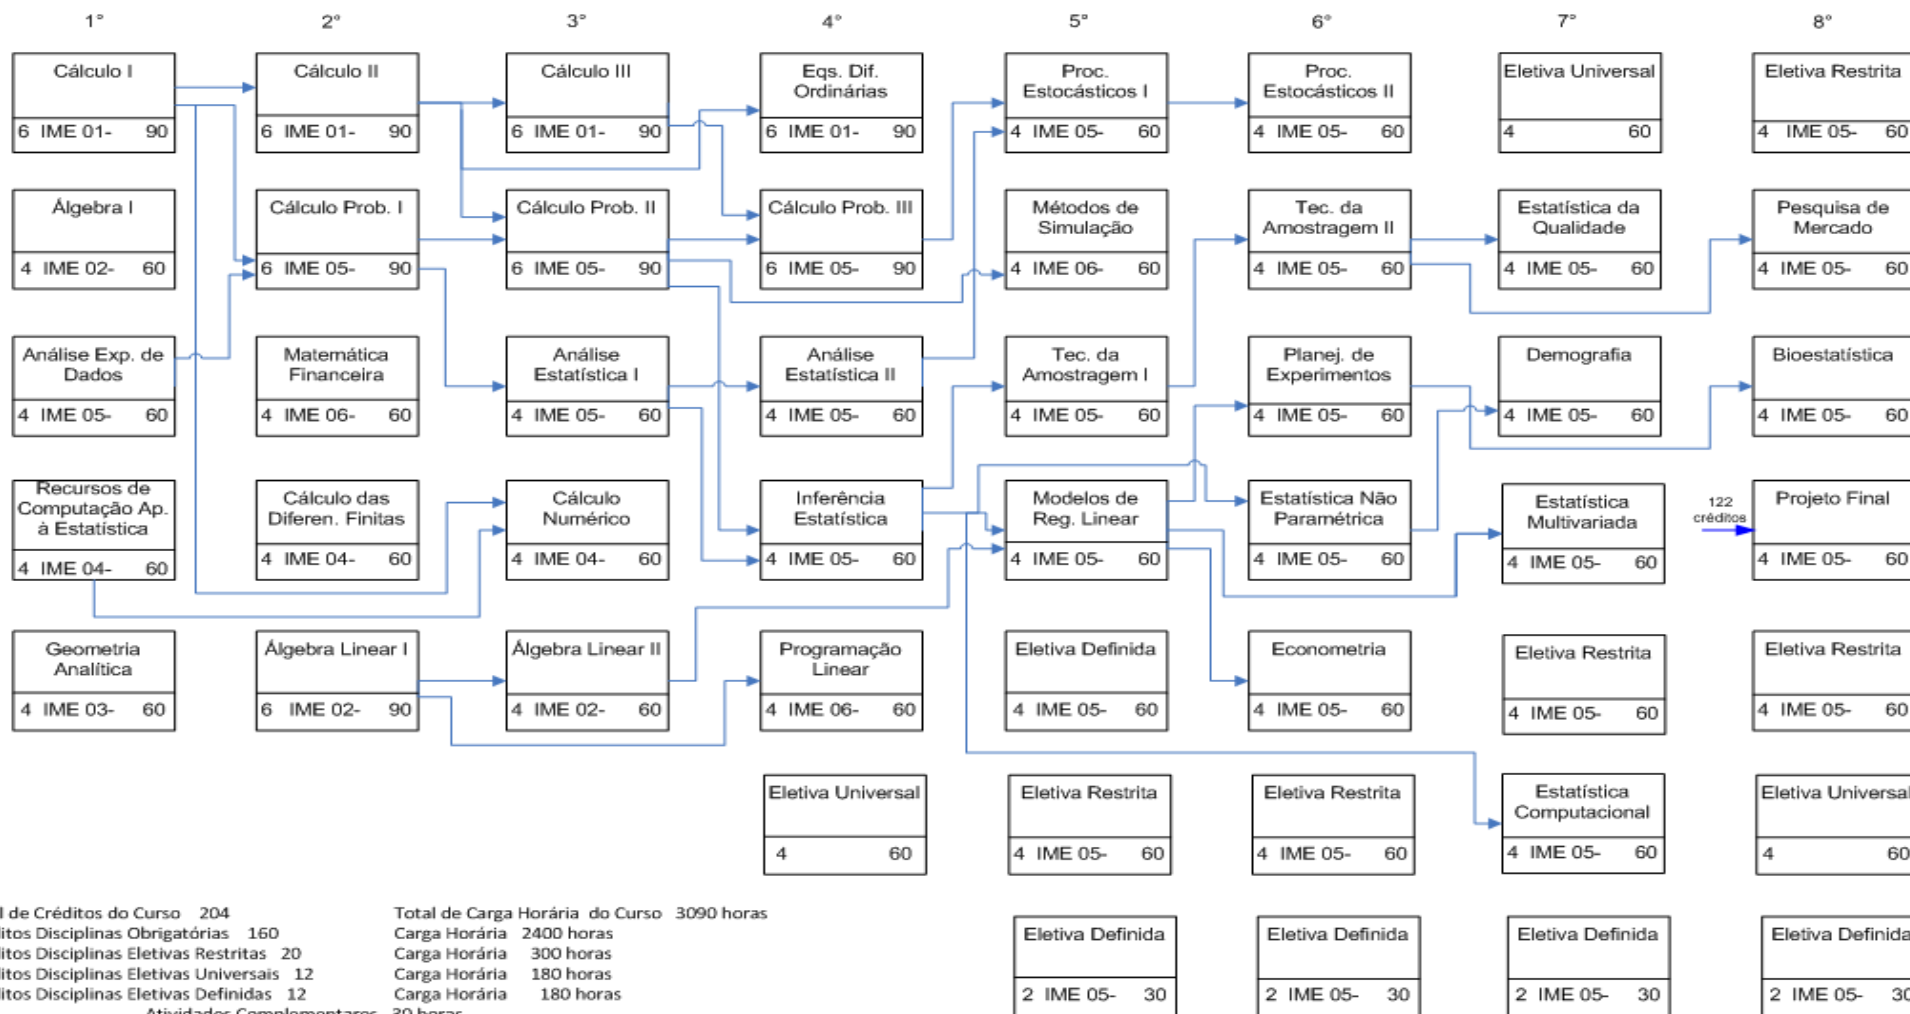 1° 2° 3° 4° 5° 6° 7° 8°
Cálculo I
6 IME 01- 90
Cálculo II
6 IME 01- 90
Cálculo III
6 IME 01- 90
Eqs. Dif.
Ordinárias
6 IME 01- 90
Proc.
Estocásticos I
4 IME 05- 60
Proc.
Estocásticos II
4 IME 05- 60
Eletiva Universal
4 60
Eletiva Restrita
4 IME 05- 60
Álgebra I
4 IME 02- 60
Cálculo Prob. I
6 IME 05- 90
Cálculo Prob. II
6 IME 05- 90
Cálculo Prob. III
6 IME 05- 90
Métodos de
Simulação
4 IME 06- 60
Tec. da
Amostragem II
4 IME 05- 60
Estatística da
Qualidade
4 IME 05- 60
Pesquisa de
Mercado
4 IME 05- 60
Análise Exp. de
Dados
4 IME 05- 60
Matemática
Financeira
4 IME 06- 60
Análise
Estatística I
4 IME 05- 60
Análise
Estatística II
4 IME 05- 60
Tec. da
Amostragem I
4 IME 05- 60
Planej. de
Experimentos
4 IME 05- 60
Demografia
4 IME 05- 60
Bioestatística
4 IME 05- 60
Recursos de
Computação Ap.
à Estatística
4 IME 04- 60
Cálculo das
Diferen. Finitas
4 IME 04- 60
Cálculo
Numérico
4 IME 04- 60
Inferência
Estatística
4 IME 05- 60
Modelos de
Reg. Linear
4 IME 05- 60
Estatística Não
Paramétrica
4 IME 05- 60
Estatística
Multivariada
4 IME 05- 60
122
créditos
Projeto Final
4 IME 05- 60
Geometria
Analítica
4 IME 03- 60
Álgebra Linear I
6 IME 02- 90
Álgebra Linear II
4 IME 02- 60
Programação
Linear
4 IME 06- 60
Eletiva Definida
4 IME 05- 60
Econometria
4 IME 05- 60
Eletiva Restrita
4 IME 05- 60
Eletiva Restrita
4 IME 05- 60
Eletiva Universal
4 60
Eletiva Restrita
4 IME 05- 60
Eletiva Restrita
4 IME 05- 60
Estatística
Computacional
4 IME 05- 60
Eletiva Universal
4 60
Eletiva Definida
2 IME 05- 30
Eletiva Definida
2 IME 05- 30
Eletiva Definida
2 IME 05- 30
Eletiva Definida
2 IME 05- 30
l de Créditos do Curso 204 Total de Carga Horária do Curso 3090 horas
itos Disciplinas Obrigatórias 160 Carga Horária 2400 horas
itos Disciplinas Eletivas Restritas 20 Carga Horária 300 horas
itos Disciplinas Eletivas Universais 12 Carga Horária 180 horas
itos Disciplinas Eletivas Definidas 12 Carga Horária 180 horas
Atividades Complementares 30 horas